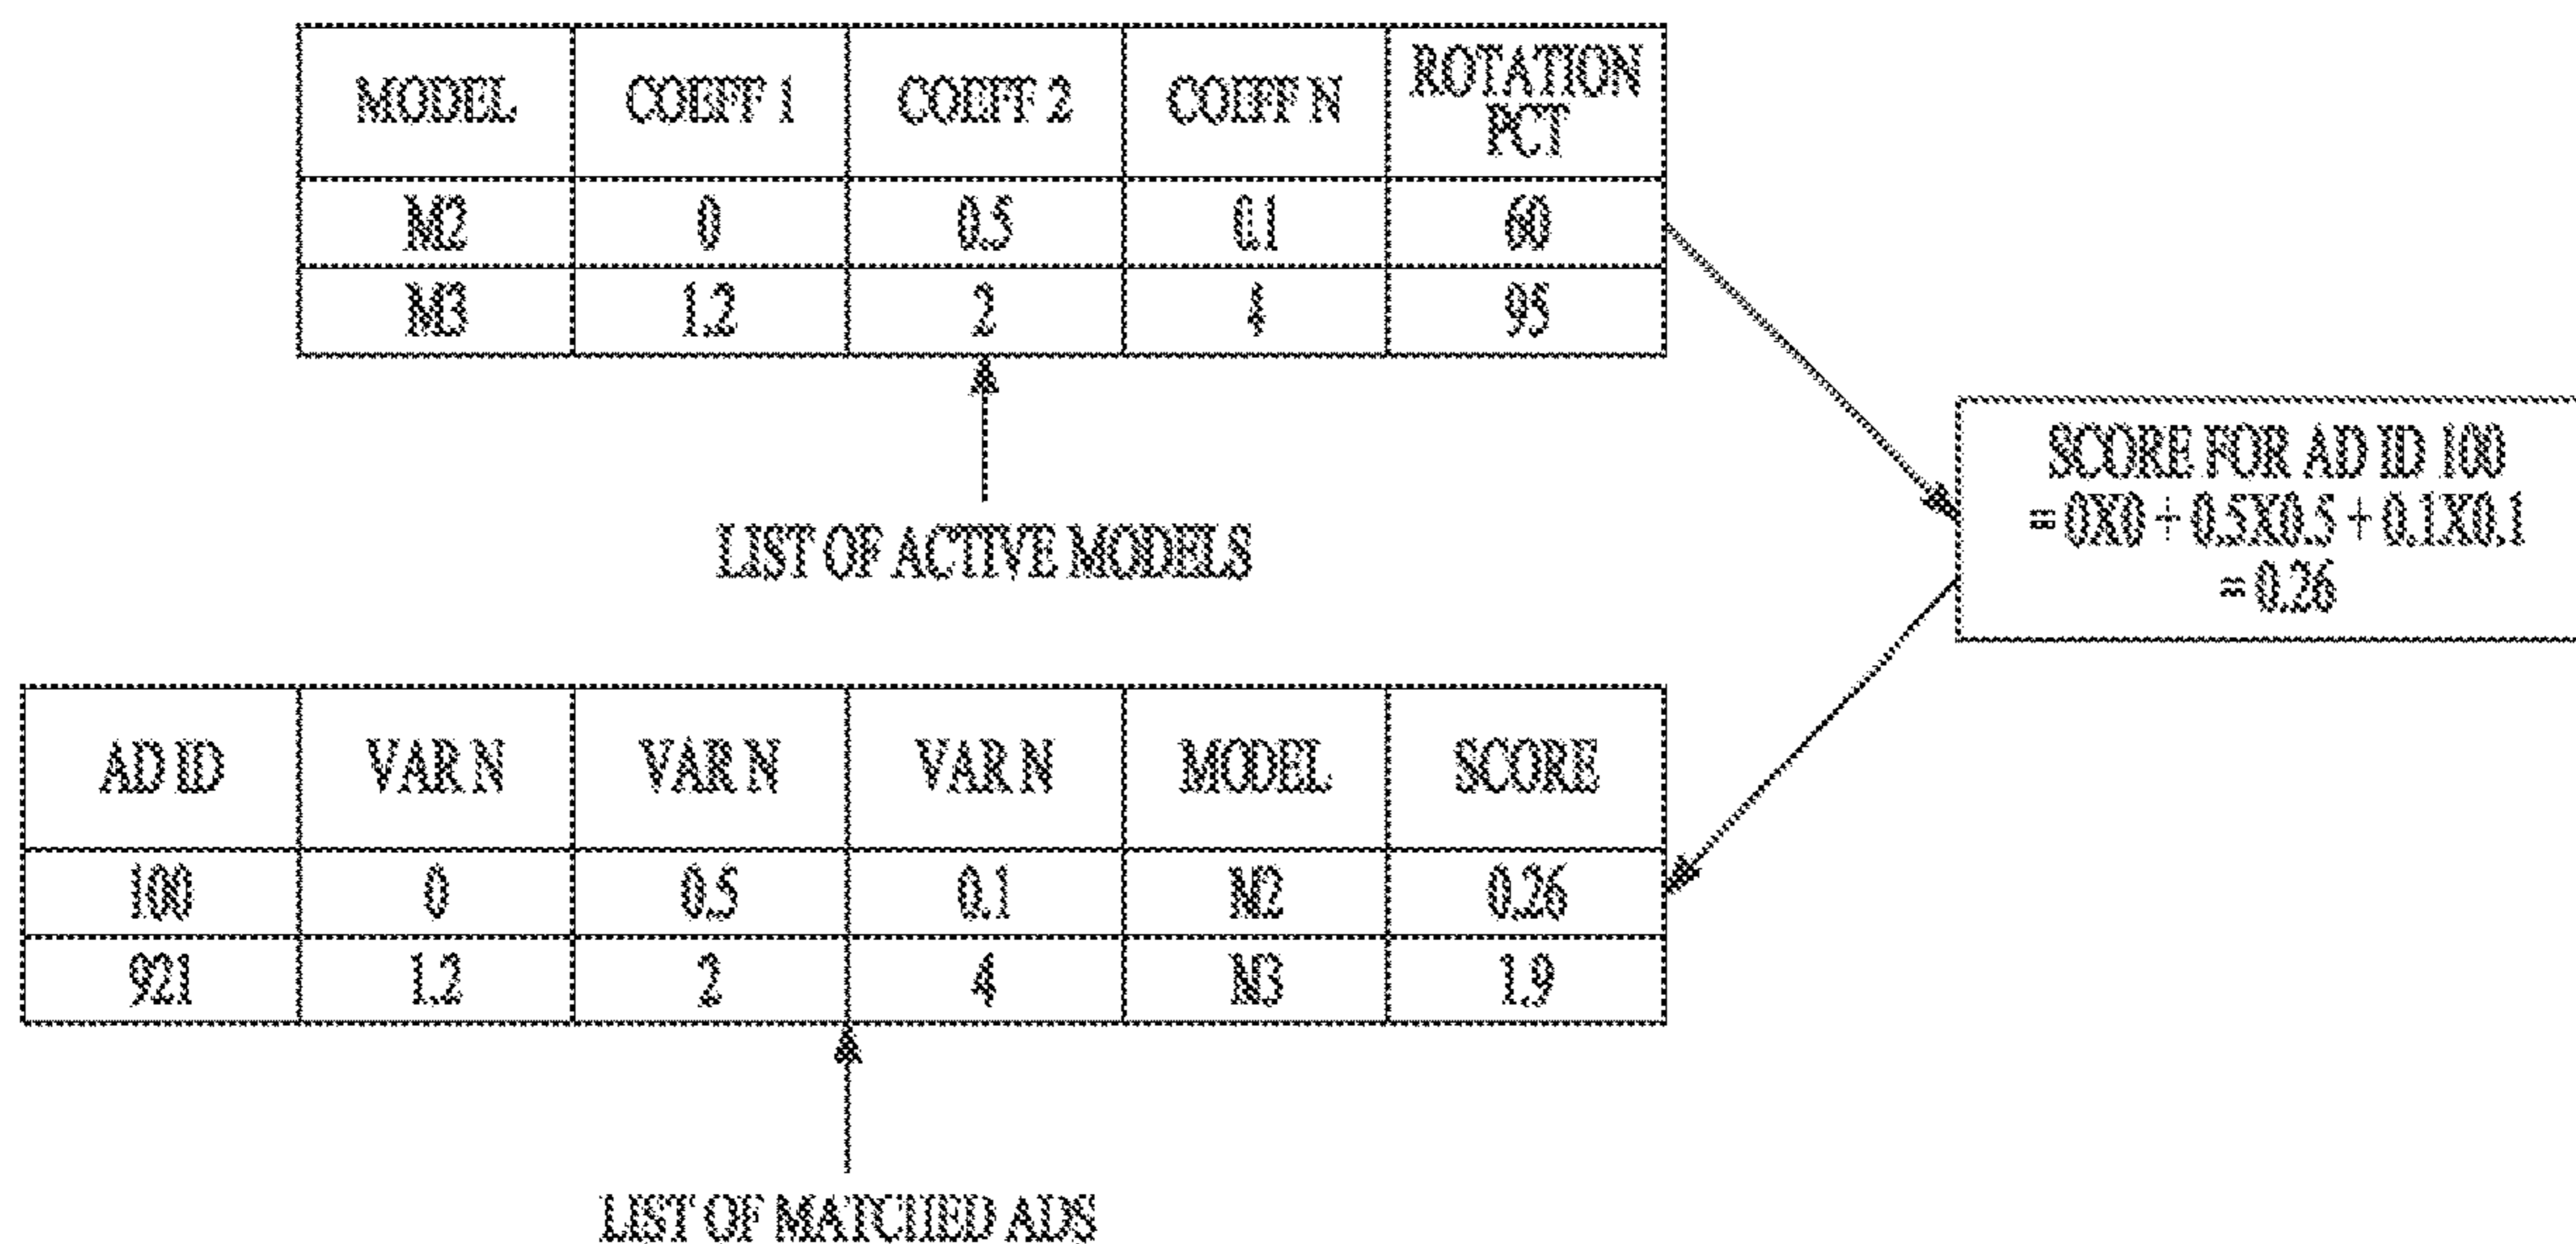 MODEL COEFF 1 COEFF 2 COEFF N ROTATION PCT
M2 0 0.5 0.1 60
M3 1.2 2 4 95
LIST OF ACTIVE MODELS
SCORE FOR AD ID 100
= 0X0 + 0.5X0.5 + 0.1X0.1
= 0.26
AD ID VAR N VAR N VAR N MODEL SCORE
100 0 0.5 0.1 M2 0.26
921 1.2 2 4 M3 1.9
LIST OF MATCHED ADS